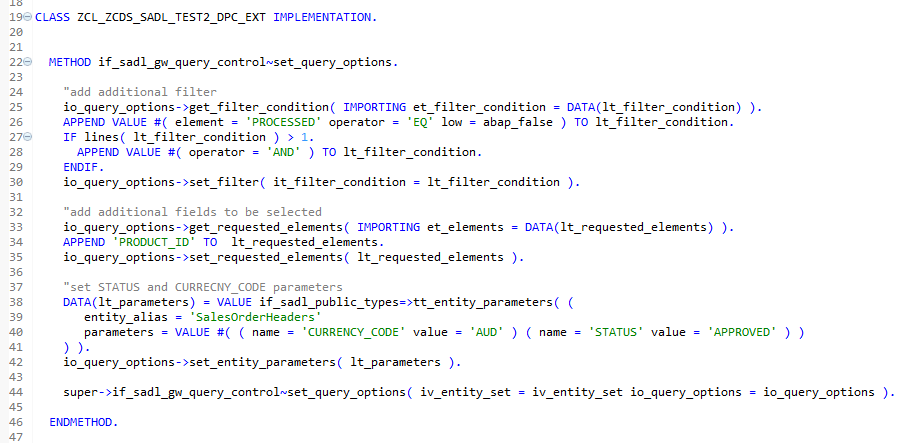 18
19 CLASS ZCL_ZCDS_SADL_TEST2_DPC_EXT IMPLEMENTATION.
20
21
22 METHOD if_sadl_gw_query_control~set_query_options.
23
24 "add additional filter
25 io_query_options->get_filter_condition( IMPORTING et_filter_condition = DATA(lt_filter_condition) ).
26 APPEND VALUE #( element = 'PROCESSED' operator = 'EQ' low = abap_false ) TO lt_filter_condition.
27 IF lines( lt_filter_condition ) > 1.
28 APPEND VALUE #( operator = 'AND' ) TO lt_filter_condition.
29 ENDIF.
30 io_query_options->set_filter( it_filter_condition = lt_filter_condition ).
31
32 "add additional fields to be selected
33 io_query_options->get_requested_elements( IMPORTING et_elements = DATA(lt_requested_elements) ).
34 APPEND 'PRODUCT_ID' TO  lt_requested_elements.
35 io_query_options->set_requested_elements( lt_requested_elements ).
36
37 "set STATUS and CURRECNY_CODE parameters
38 DATA(lt_parameters) = VALUE if_sadl_public_types=>tt_entity_parameters( (
39 entity_alias = 'SalesOrderHeaders'
40 parameters = VALUE #( ( name = 'CURRENCY_CODE' value = 'AUD' ) ( name = 'STATUS' value = 'APPROVED' ) )
41 ) ).
42 io_query_options->set_entity_parameters( lt_parameters ).
43
44 super->if_sadl_gw_query_control~set_query_options( iv_entity_set = iv_entity_set io_query_options = io_query_options ).
45
46 ENDMETHOD.
47